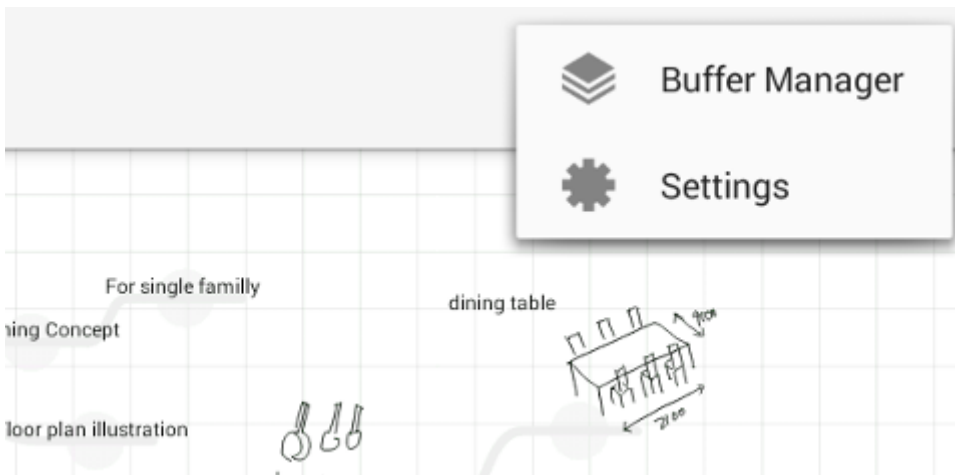 Buffer Manager
Settings
For single familly
dining table
ning Concept
loor plan illustration
2100